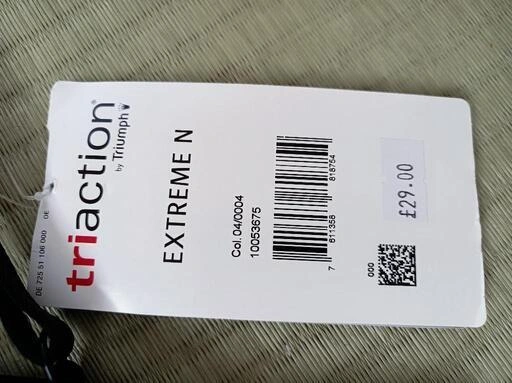 triaction®
by Triumph
EXTREME N
Col. 04/0004
10053675
7 611358 818754
£29.00
000
DE 725 51 106 000 OE